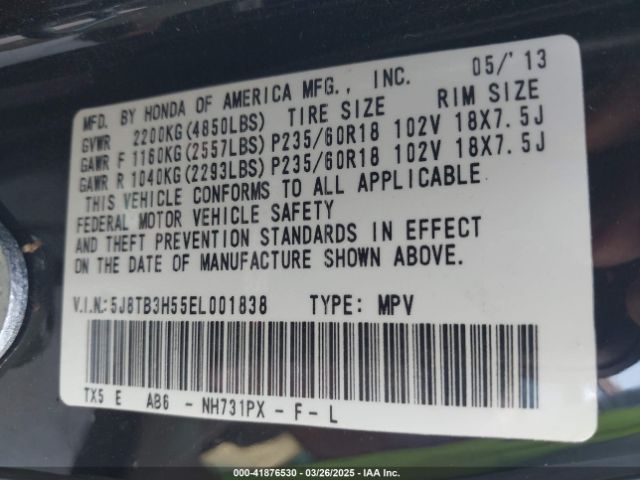 MFD. BY HONDA OF AMERICA MFG., INC. 05/'13
GVWR 2200KG(4850LBS) TIRE SIZE RIM SIZE
GAWR F 1160KG(2557LBS) P235/60R18 102V 18X7.5J
GAWR R 1040KG(2293LBS) P235/60R18 102V 18X7.5J
THIS VEHICLE CONFORMS TO ALL APPLICABLE
FEDERAL MOTOR VEHICLE SAFETY
AND THEFT PREVENTION STANDARDS IN EFFECT
ON THE DATE OF MANUFACTURE SHOWN ABOVE.
V.I.N.: 5J8TB3H55EL001838 TYPE: MPV
TX5 E AB6 - NH731PX - F - L
000-41876530 | 03/26/2025 | IAA Inc.